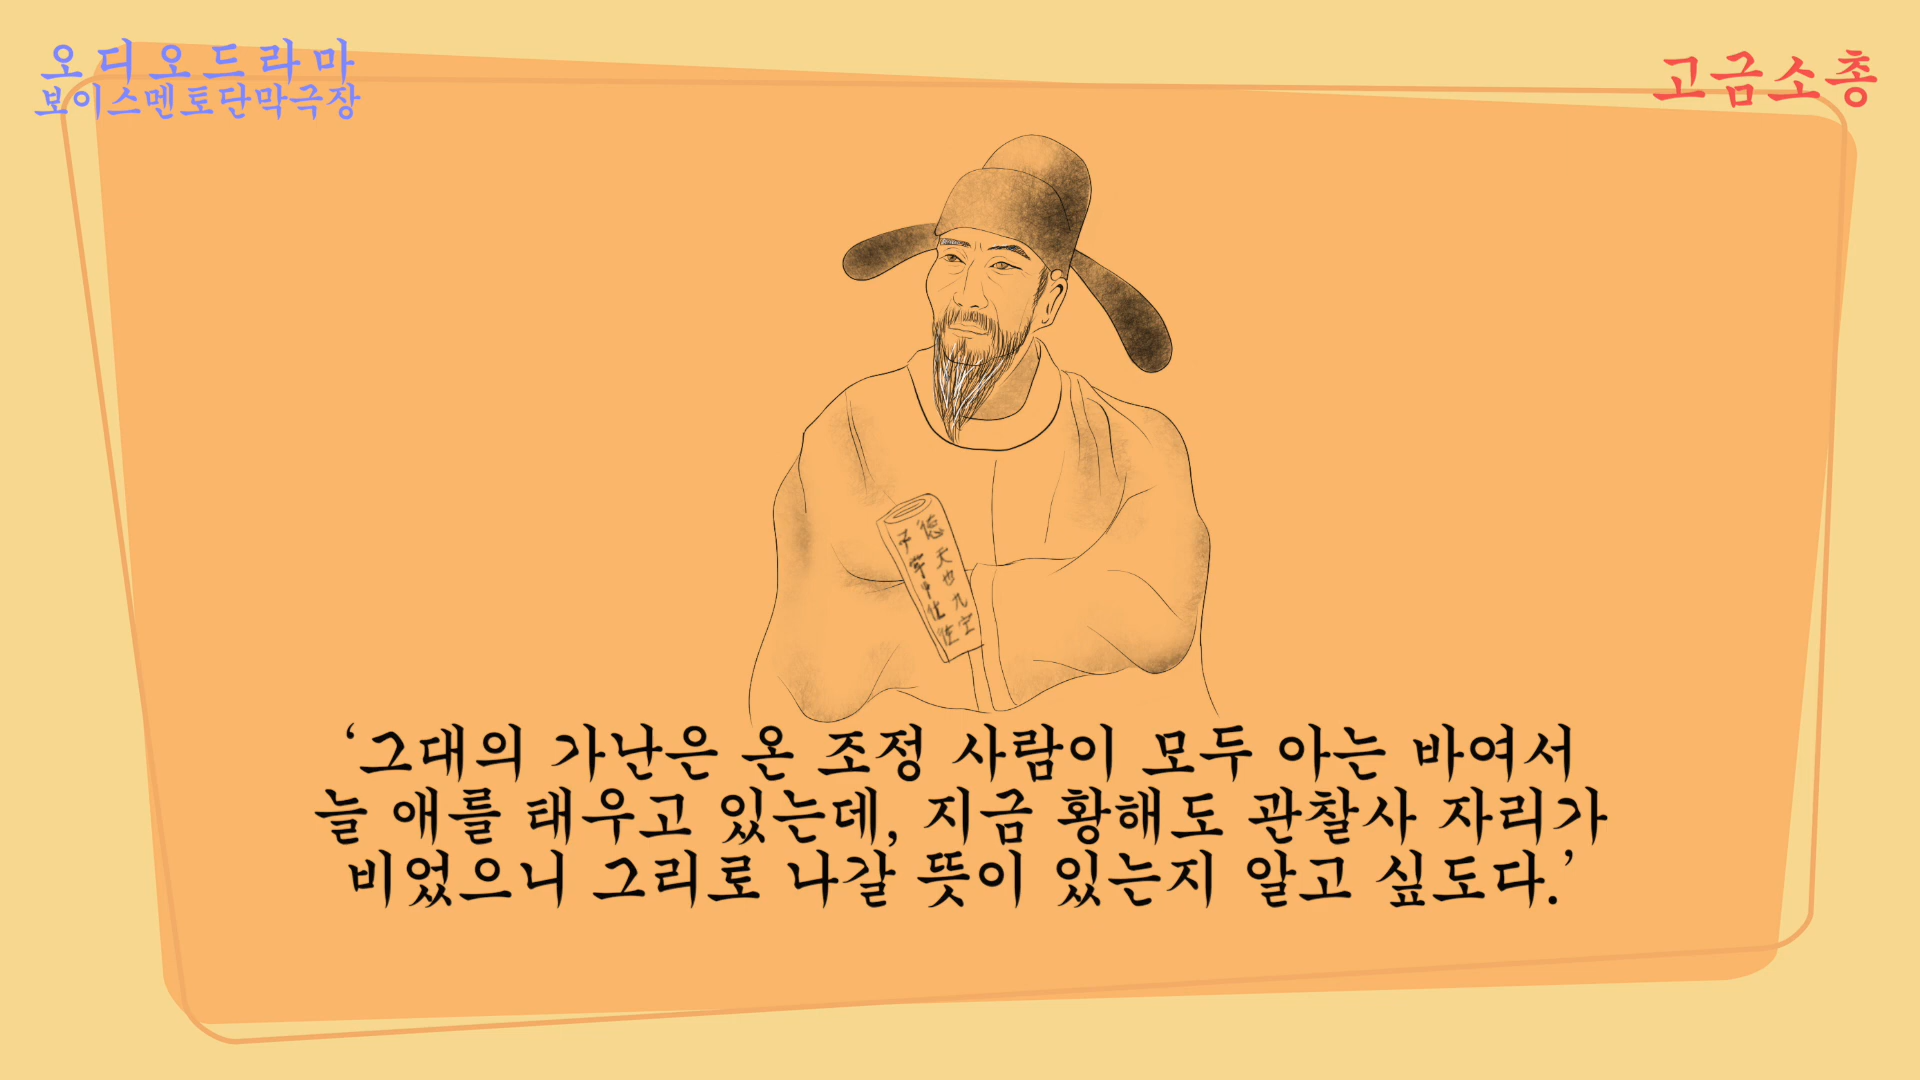 오디오드라마
보이스멘토단막극장
고금소총
‘그대의 가난은 온 조정 사람이 모두 아는 바여서
늘 애를 태우고 있는데, 지금 황해도 관찰사 자리가
비었으니 그리로 나갈 뜻이 있는지 알고 싶도다.’